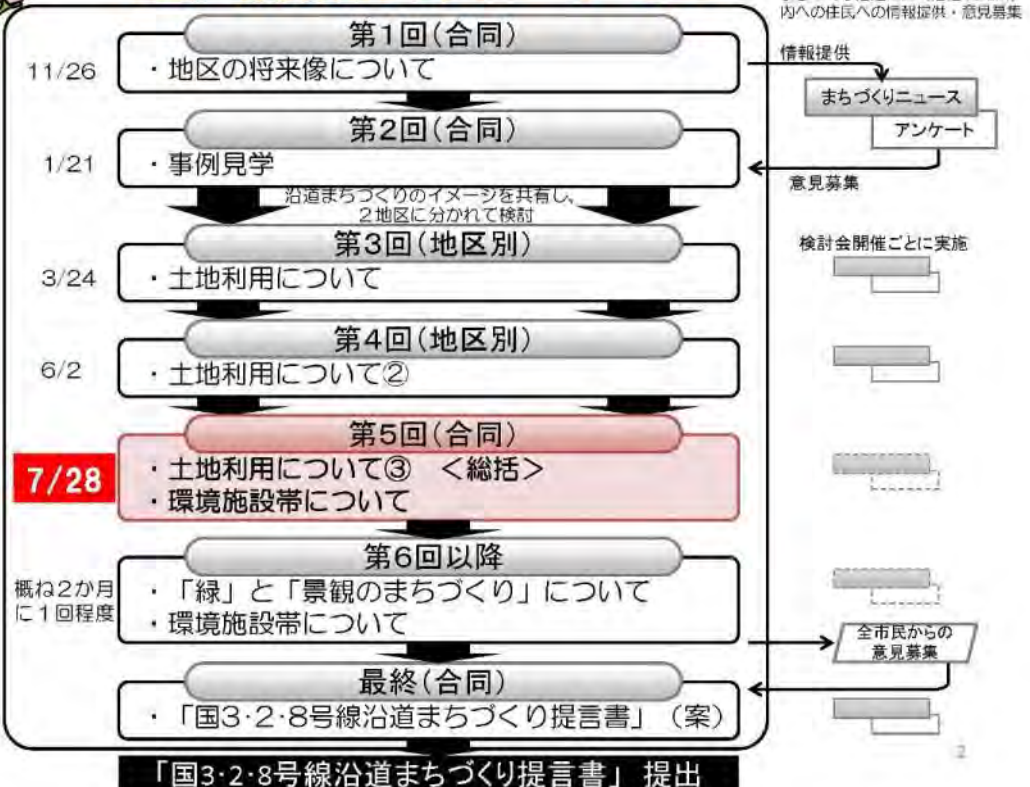 内への住民への情報提供・意見募集
第1回(合同)
11/26
・地区の将来像について
情報提供
まちづくりニュース
アンケート
第2回(合同)
1/21
・事例見学
意見募集
沿道まちづくりのイメージを共有し、
2地区に分かれて検討
第3回(地区別)
3/24
・土地利用について
検討会開催ごとに実施
第4回(地区別)
6/2
・土地利用について②
第5回(合同)
7/28
・土地利用について③　<総括>
・環境施設帯について
第6回以降
概ね2か月
に1回程度
・「緑」と「景観のまちづくり」について
・環境施設帯について
全市民からの
意見募集
最終(合同)
・「国3・2・8号線沿道まちづくり提言書」（案）
2
「国3・2・8号線沿道まちづくり提言書」 提出